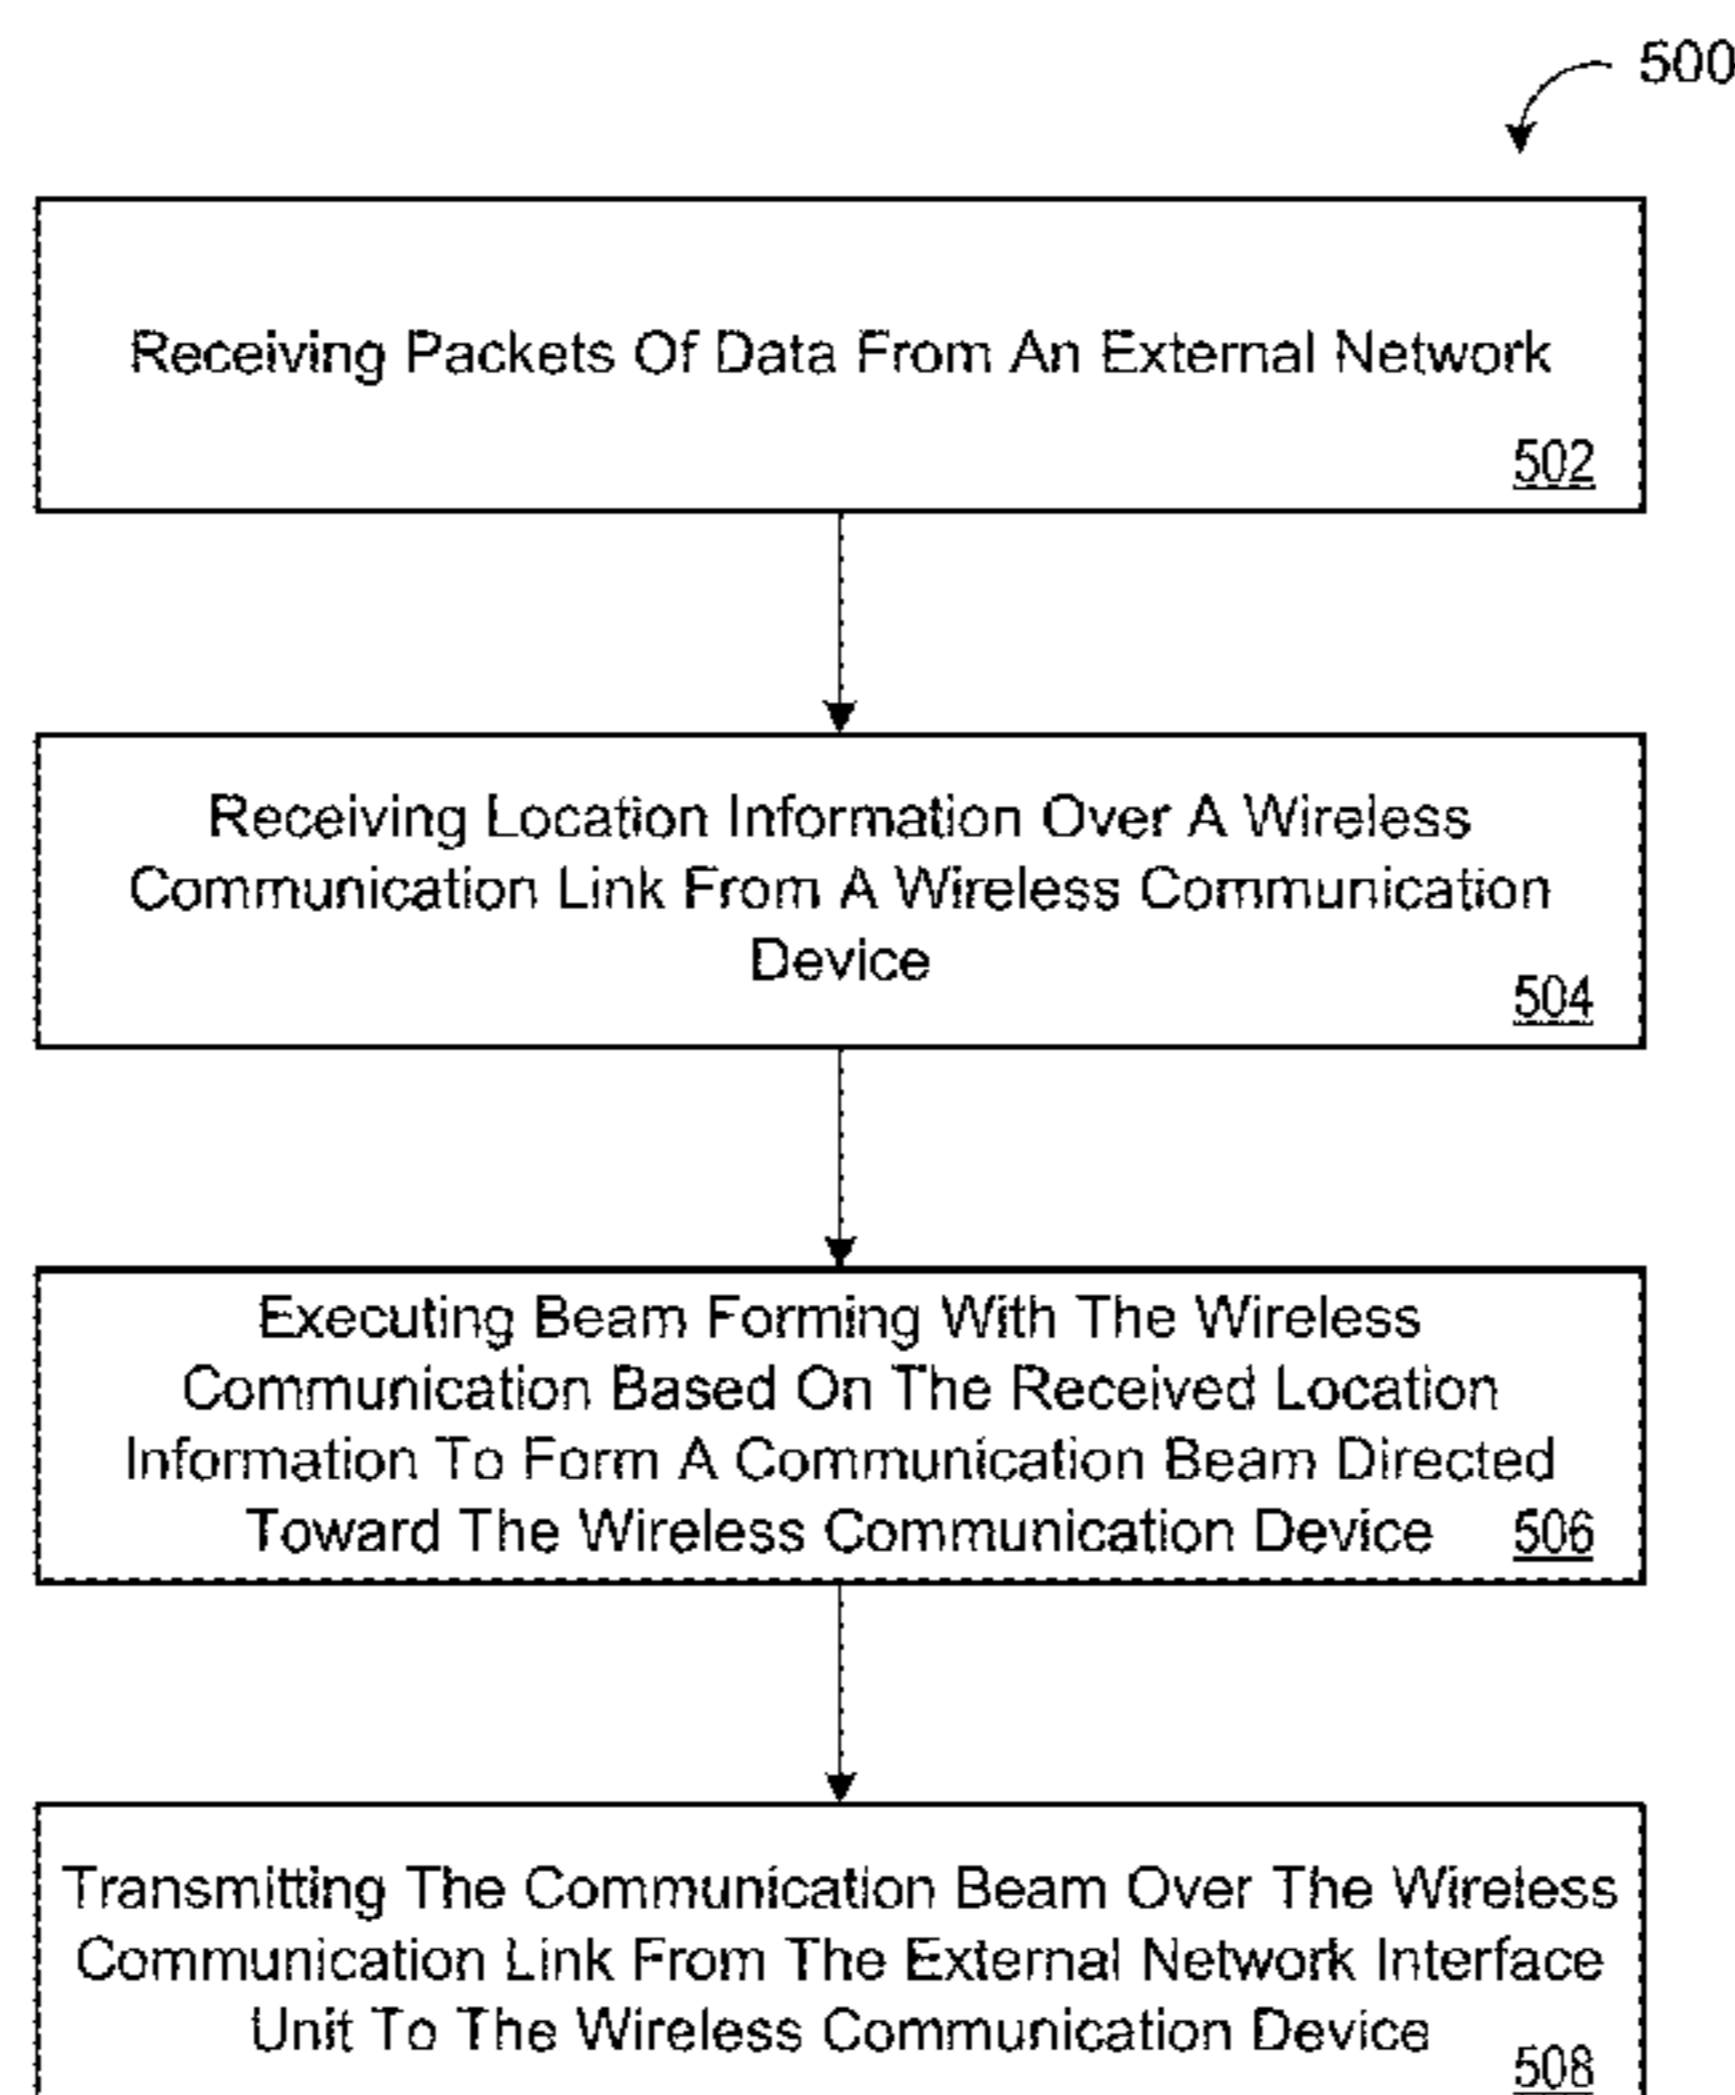 500
Receiving Packets Of Data From An External Network
502
Receiving Location Information Over A Wireless
Communication Link From A Wireless Communication
Device
504
Executing Beam Forming With The Wireless
Communication Based On The Received Location
Information To Form A Communication Beam Directed
Toward The Wireless Communication Device 506
Transmitting The Communication Beam Over The Wireless
Communication Link From The External Network Interface
Unit To The Wireless Communication Device
508